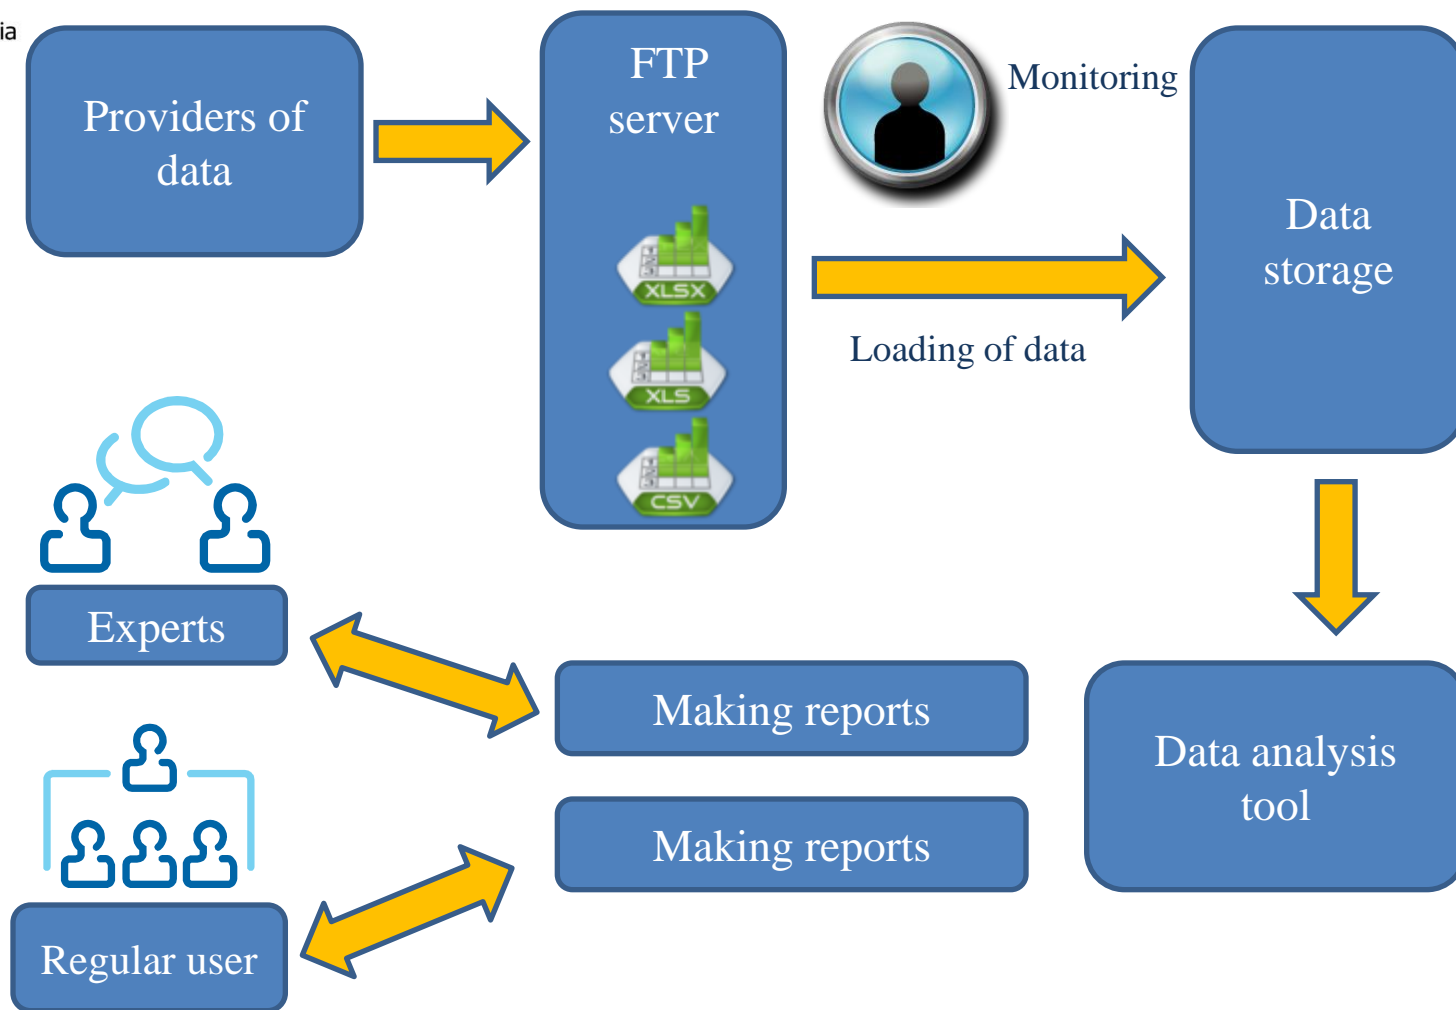 ia
Providers of
data
FTP
server
XLSX
XLS
CSV
Monitoring
Loading of data
Data
storage
Experts
Making reports
Data analysis
tool
Making reports
Regular user